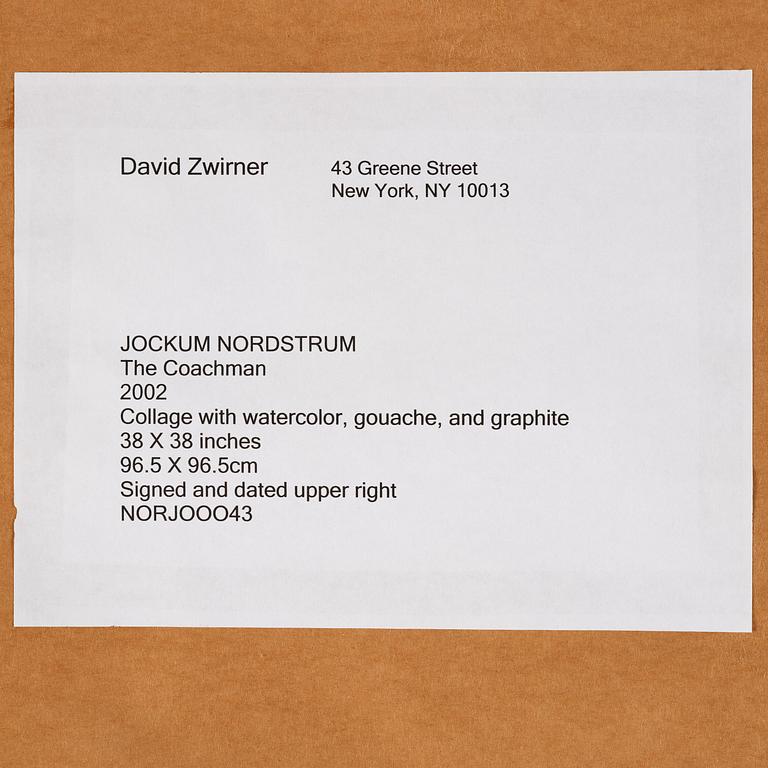 David Zwirner
43 Greene Street
New York, NY 10013
JOCKUM NORDSTRUM
The Coachman
2002
Collage with watercolor, gouache, and graphite
38 X 38 inches
96.5 X 96.5cm
Signed and dated upper right
NORJOOO43